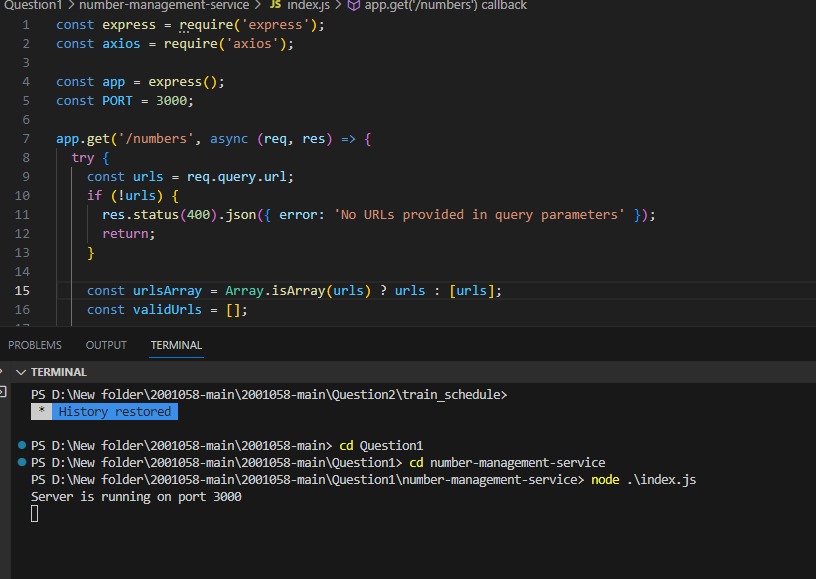 Question1 > number-management-service > JS index.js > app.get('/numbers') callback
1 const express = require('express');
2 const axios = require('axios');
3
4 const app = express();
5 const PORT = 3000;
6
7 app.get('/numbers', async (req, res) => {
8 try {
9 const urls = req.query.url;
10 if (!urls) {
11 res.status(400).json({ error: 'No URLs provided in query parameters' });
12 return;
13 }
14
15 const urlsArray = Array.isArray(urls) ? urls : [urls];
16 const validUrls = [];
17
PROBLEMS OUTPUT TERMINAL
TERMINAL
PS D:\New folder\2001058-main\2001058-main\Question2\train_schedule>
* History restored
PS D:\New folder\2001058-main\2001058-main> cd Question1
PS D:\New folder\2001058-main\2001058-main\Question1> cd number-management-service
PS D:\New folder\2001058-main\2001058-main\Question1\number-management-service> node .\index.js
Server is running on port 3000